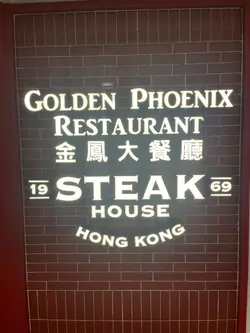 GOLDEN PHOENIX
RESTAURANT
金鳳大餐廳
19 STEAK 69
HOUSE
HONG KONG